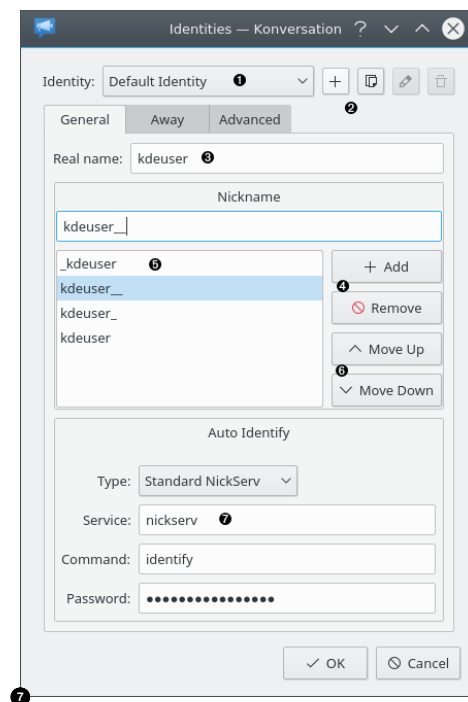 Identities — Konversation ?
Identity: Default Identity 1
+
2
General Away Advanced
Real name: kdeuser 3
Nickname
kdeuser__
_kdeuser 5
kdeuser__
kdeuser_
kdeuser
+ Add
4
Remove
Move Up
6
Move Down
Auto Identify
Type: Standard NickServ
Service: nickserv 7
Command: identify
Password: ●●●●●●●●●●●●●●●●
OK Cancel
7